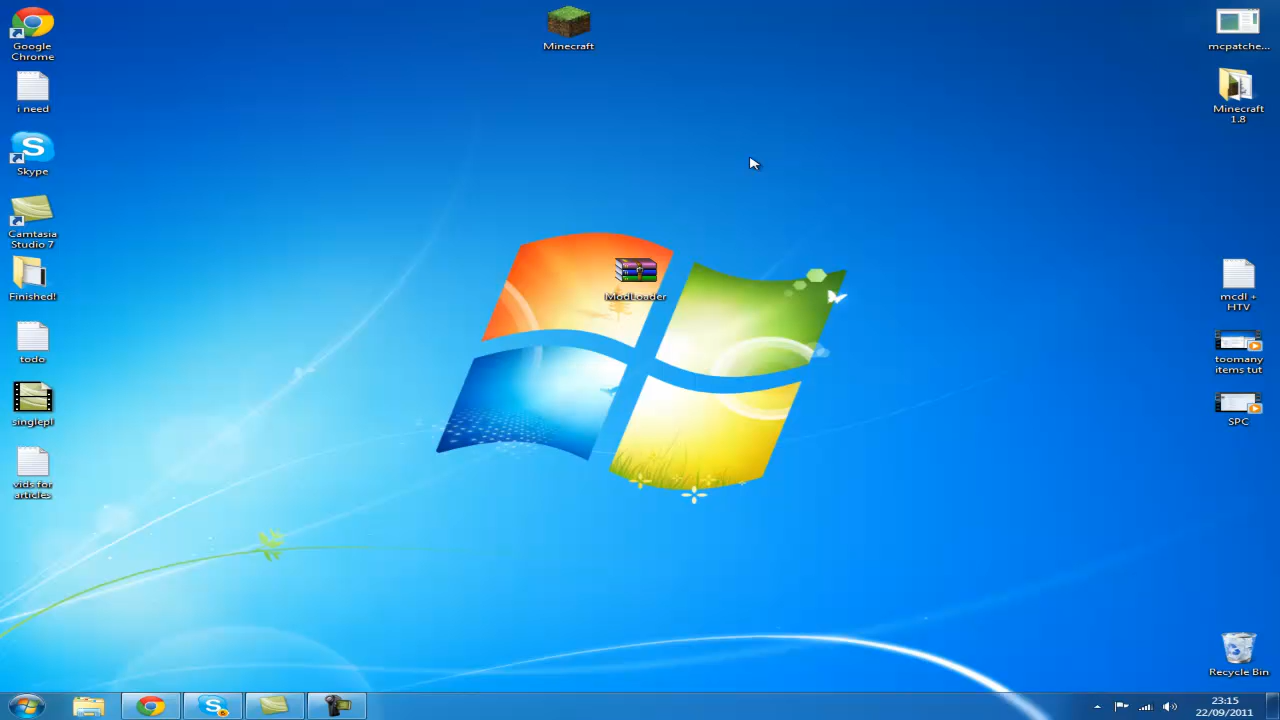 Google
Chrome
i need
Skype
Camtasia
Studio 7
Finished!
todo
singlepl
vids for
articles
Minecraft
ModLoader
mcpatche...
Minecraft
1.8
mcdl +
HTV
toomany
items tut
SPC
Recycle Bin
23:15
22/09/2011